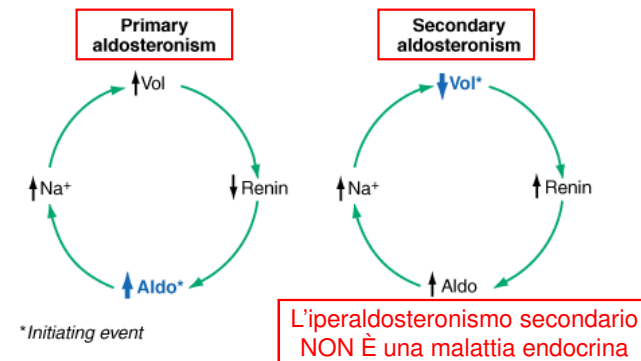 Primary
aldosteronism
Secondary
aldosteronism
↑Vol
↓Vol*
↑Na⁺
↓Renin
↑Na⁺
↑Renin
↑Aldo*
↑Aldo
*Initiating event
L'iperaldosteronismo secondario
NON È una malattia endocrina